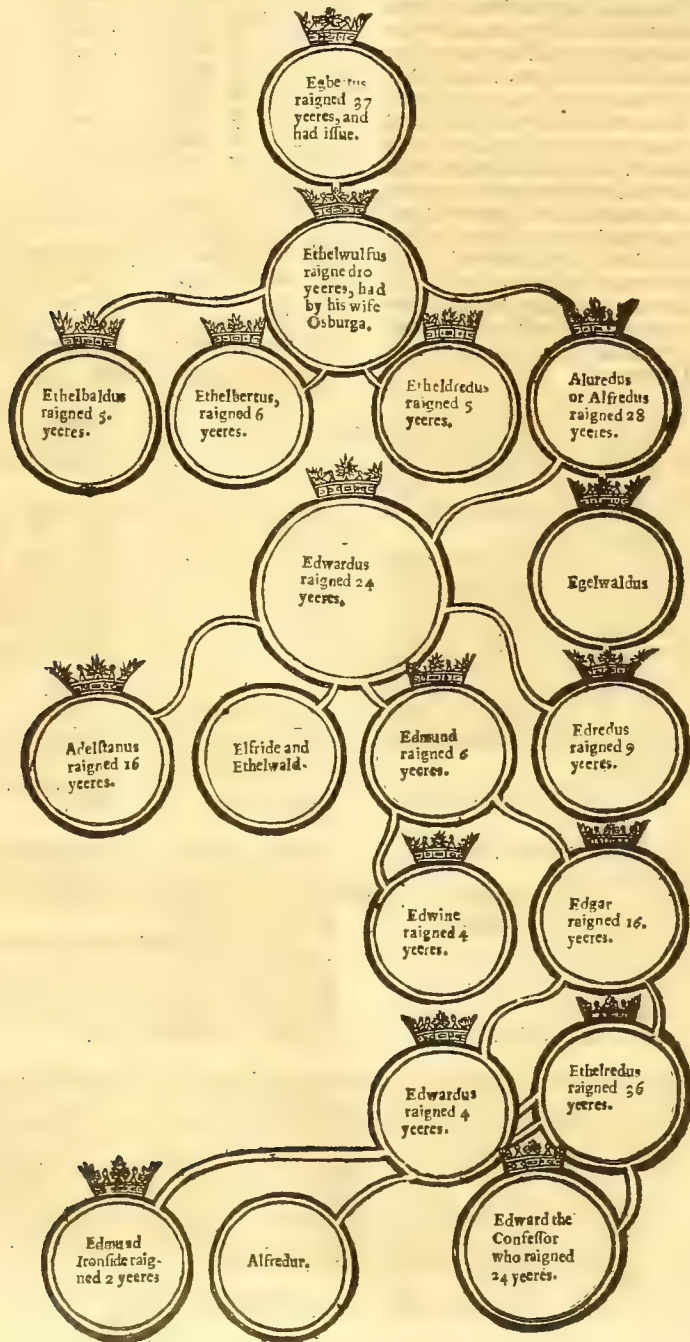 Egbertus
raigned 37
yeeres, and
had iſſue.
Ethelwulfus
raigned10
yeeres, had
by his wife
Osburga.
Ethelbaldus
raigned 5.
yeeres.
Ethelbertus,
raigned 6
yeeres.
Etheldredus
raigned 5
yeeres.
Aluredus
or Alfredus
raigned 28
yeeres.
Edwardus
raigned 24
yeeres.
Egelwaldus
Adelſtanus
raigned 16
yeeres.
Elfride and
Ethelwald.
Edmund
raigned 6
yeeres.
Edredus
raigned 9
yeeres.
Edwine
raigned 4
yeeres.
Edgar
raigned 16.
yeeres.
Edwardus
raigned 4
yeeres.
Ethelredus
raigned 36
yeeres.
Edmund
Ironſide raig-
ned 2 yeeres
Alfredur.
Edward the
Confeſſor
who raigned
24 yeeres.